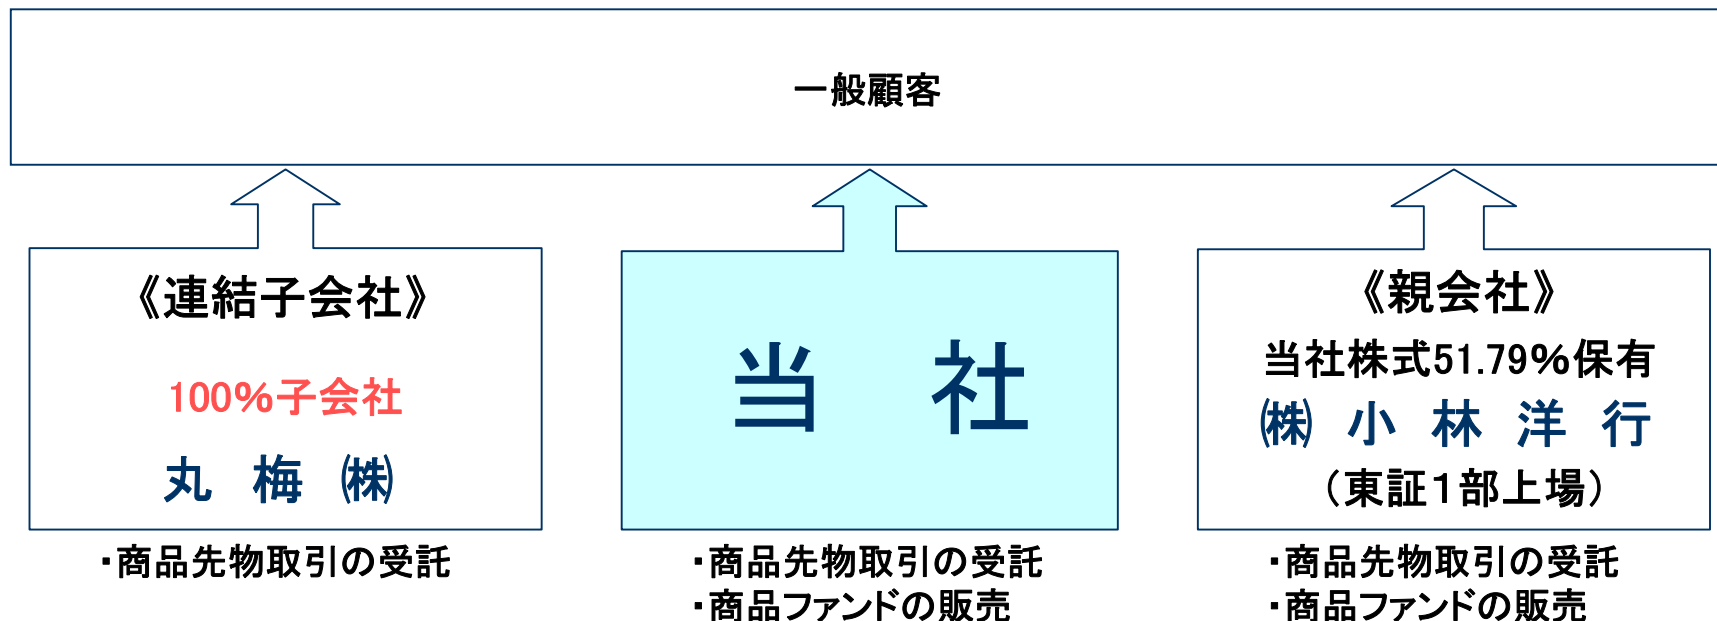 一般顧客
《連結子会社》
100%子会社
丸 梅 ㈱
・商品先物取引の受託
当 社
・商品先物取引の受託
・商品ファンドの販売
《親会社》
当社株式51.79%保有
㈱ 小 林 洋 行
（東証１部上場）
・商品先物取引の受託
・商品ファンドの販売